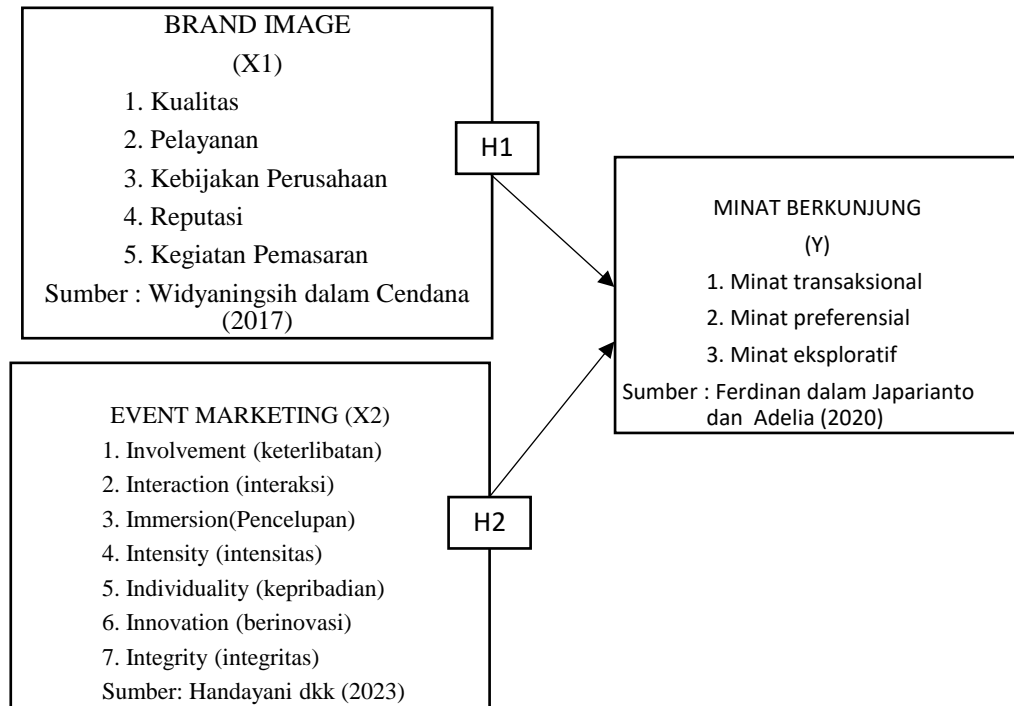 BRAND IMAGE
(X1)
1. Kualitas
2. Pelayanan
3. Kebijakan Perusahaan
4. Reputasi
5. Kegiatan Pemasaran
Sumber : Widyaningsih dalam Cendana
(2017)
H1
MINAT BERKUNJUNG
(Y)
1. Minat transaksional
2. Minat preferensial
3. Minat eksploratif
Sumber : Ferdinan dalam Japarianto
dan Adelia (2020)
EVENT MARKETING (X2)
1. Involvement (keterlibatan)
2. Interaction (interaksi)
3. Immersion(Pencelupan)
4. Intensity (intensitas)
5. Individuality (kepribadian)
6. Innovation (berinovasi)
7. Integrity (integritas)
Sumber: Handayani dkk (2023)
H2